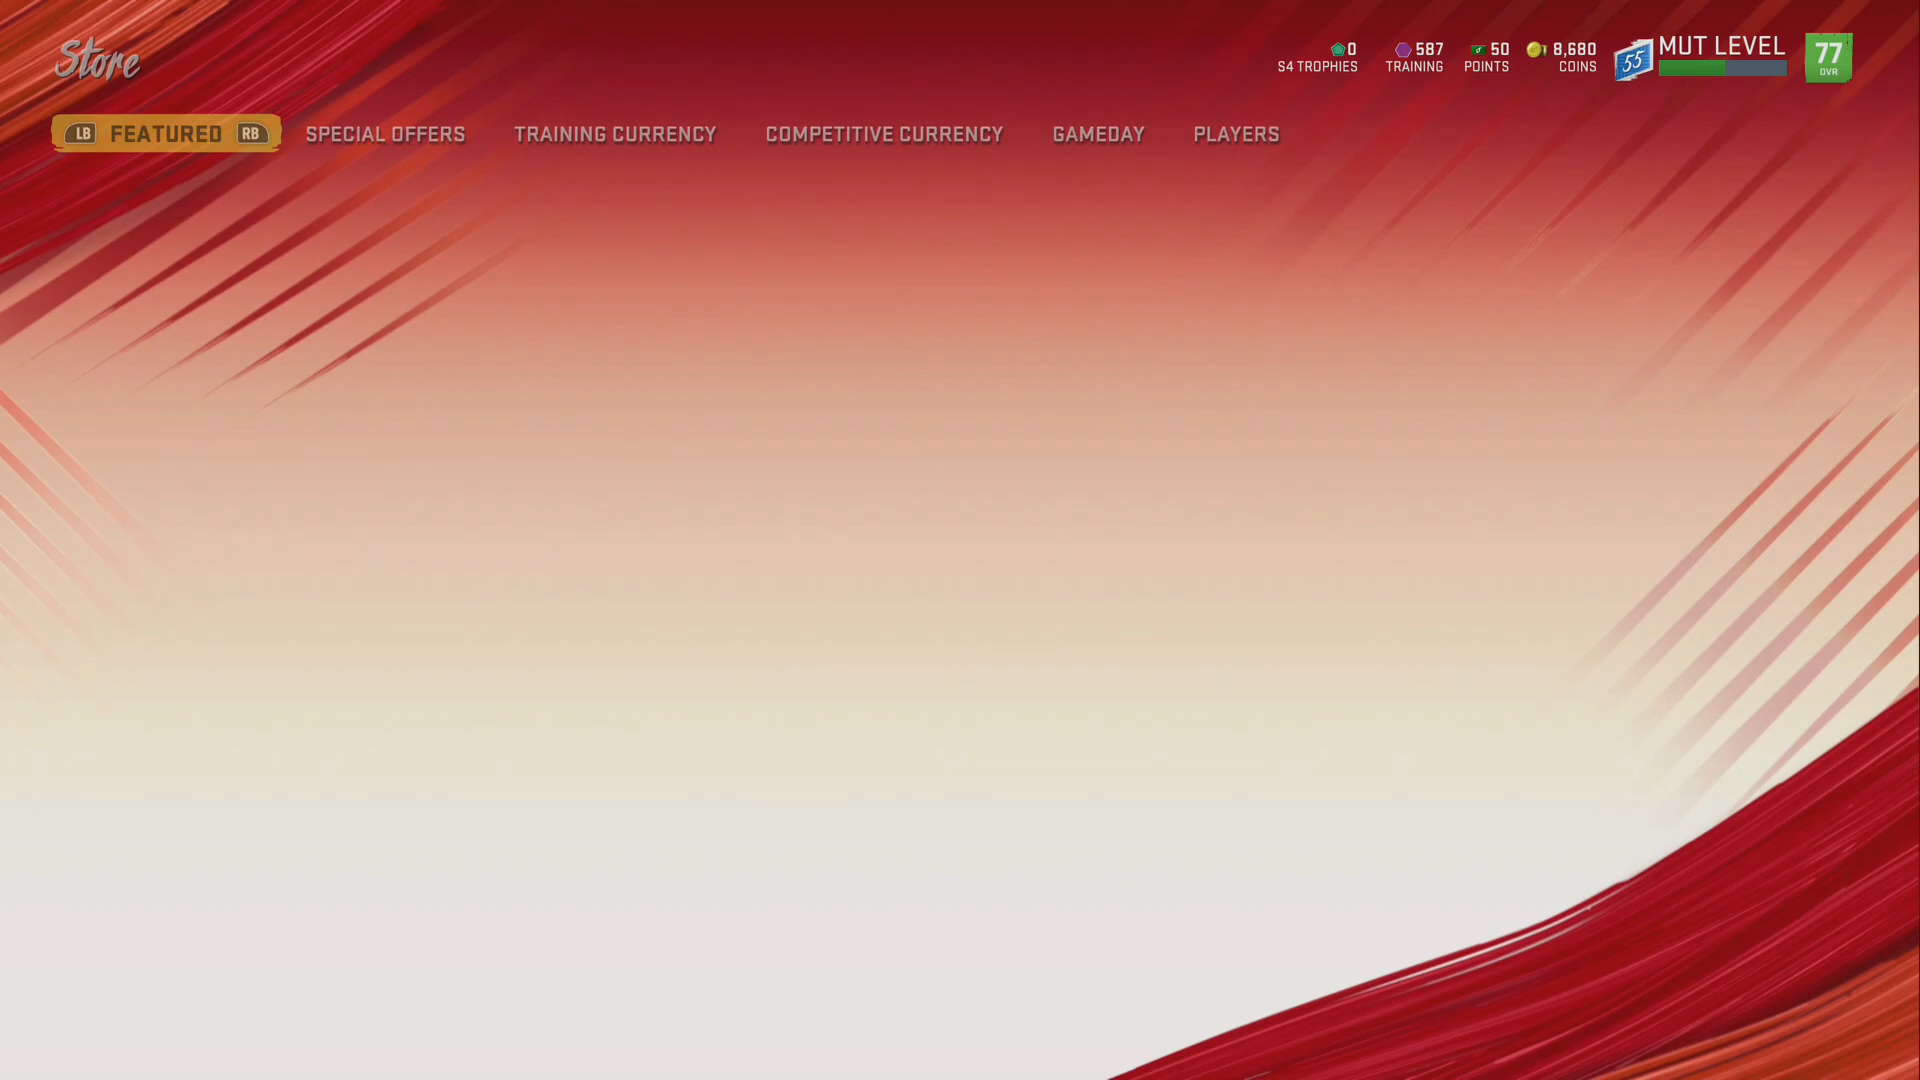 Store
0
S4 TROPHIES
587
TRAINING
50
POINTS
8,680
COINS
55
MUT LEVEL
77
OVR
LB FEATURED RB
SPECIAL OFFERS
TRAINING CURRENCY
COMPETITIVE CURRENCY
GAMEDAY
PLAYERS